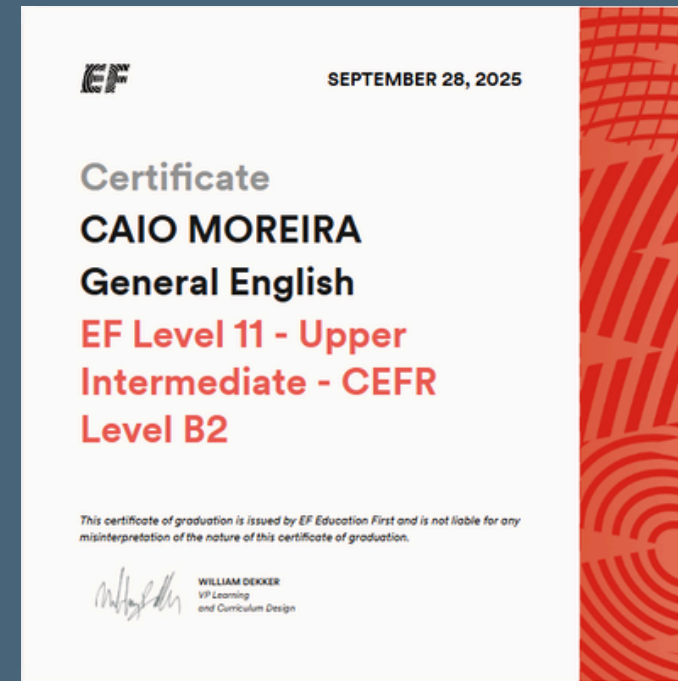 EF
SEPTEMBER 28, 2025
Certificate
CAIO MOREIRA
General English
EF Level 11 - Upper
Intermediate - CEFR
Level B2
This certificate of graduation is issued by EF Education First and is not liable for any
misinterpretation of the nature of this certificate of graduation.
WILLIAM DEKKER
VP Learning
and Curriculum Design